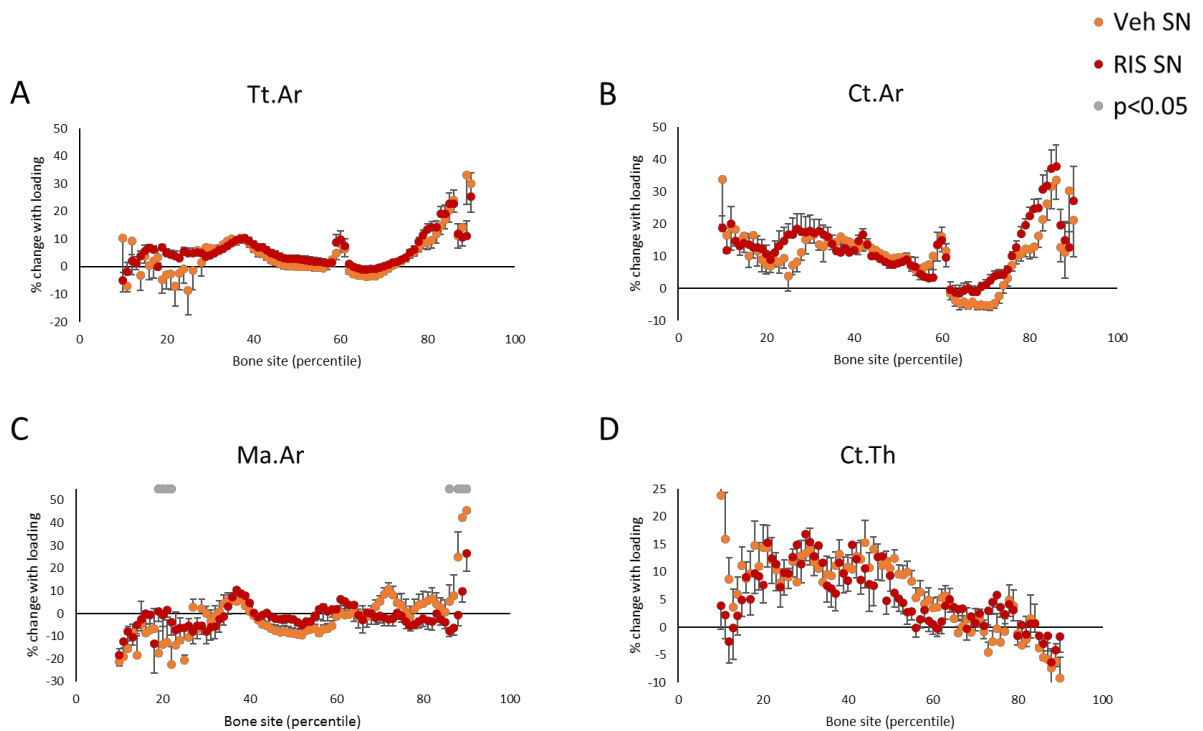 Veh SN
RIS SN
p<0.05
A
Tt.Ar
% change with loading
50
40
30
20
10
0
-10
-20
0
20
40
60
80
100
Bone site (percentile)
B
Ct.Ar
% change with loading
50
40
30
20
10
0
-10
0
20
40
60
80
100
Bone site (percentile)
C
Ma.Ar
% change with loading
50
40
30
20
10
0
-10
-20
-30
0
20
40
60
80
100
Bone site (percentile)
D
Ct.Th
% change with loading
25
20
15
10
5
0
-5
-10
0
20
40
60
80
100
Bone site (percentile)